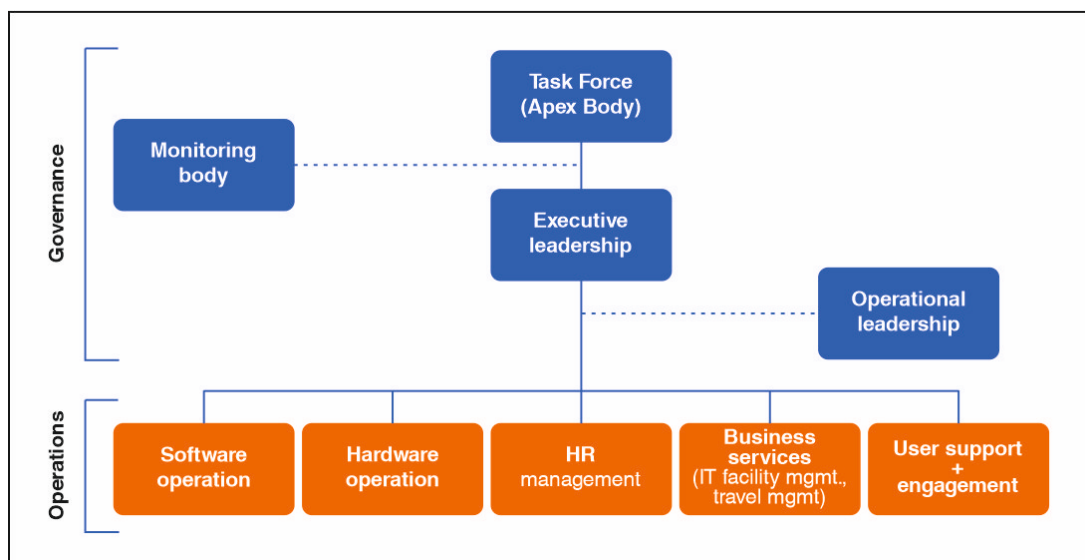 Governance
Task Force
(Apex Body)
Monitoring
body
Executive
leadership
Operational
leadership
Operations
Software
operation
Hardware
operation
HR
management
Business
services
(IT facility mgmt.,
travel mgmt)
User support
+
engagement